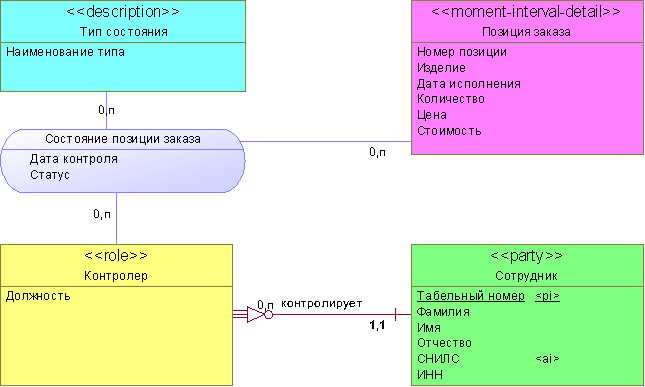 <<description>>
Тип состояния
Наименование типа
<<moment-interval-detail>>
Позиция заказа
Номер позиции
Изделие
Дата исполнения
Количество
Цена
Стоимость
0,n
Состояние позиции заказа
Дата контроля
Статус
0,n
0,n
<<role>>
Контролер
Должность
0,n контролирует
1,1
<<party>>
Сотрудник
Табельный номер <pi>
Фамилия
Имя
Отчество
СНИЛС <ai>
ИНН